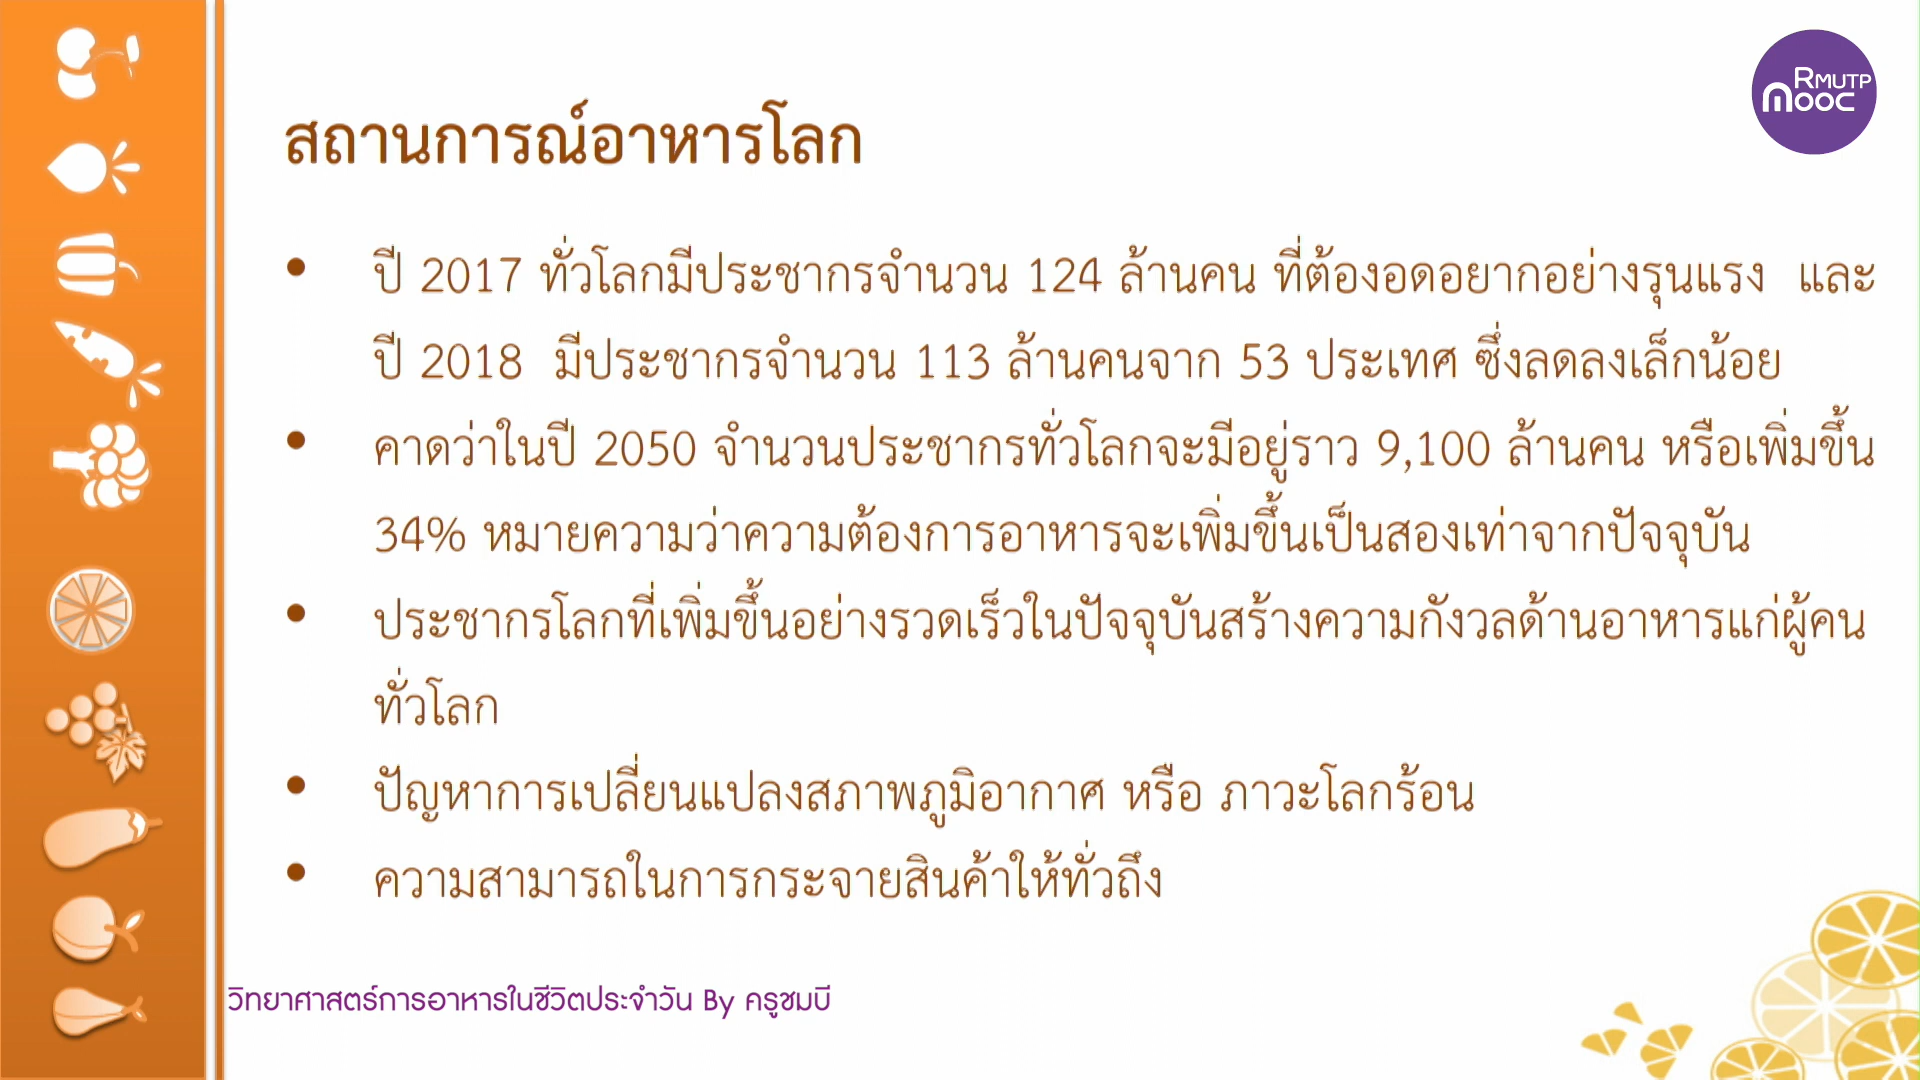 RMUTP
mooc
สถานการณ์อาหารโลก
• ปี 2017 ทั่วโลกมีประชากรจำนวน 124 ล้านคน ที่ต้องอดอยากอย่างรุนแรง และ
ปี 2018 มีประชากรจำนวน 113 ล้านคนจาก 53 ประเทศ ซึ่งลดลงเล็กน้อย
• คาดว่าในปี 2050 จำนวนประชากรทั่วโลกจะมีอยู่ราว 9,100 ล้านคน หรือเพิ่มขึ้น
34% หมายความว่าความต้องการอาหารจะเพิ่มขึ้นเป็นสองเท่าจากปัจจุบัน
• ประชากรโลกที่เพิ่มขึ้นอย่างรวดเร็วในปัจจุบันสร้างความกังวลด้านอาหารแก่ผู้คน
ทั่วโลก
• ปัญหาการเปลี่ยนแปลงสภาพภูมิอากาศ หรือ ภาวะโลกร้อน
• ความสามารถในการกระจายสินค้าให้ทั่วถึง
วิทยาศาสตร์การอาหารในชีวิตประจำวัน By ครูชมบี